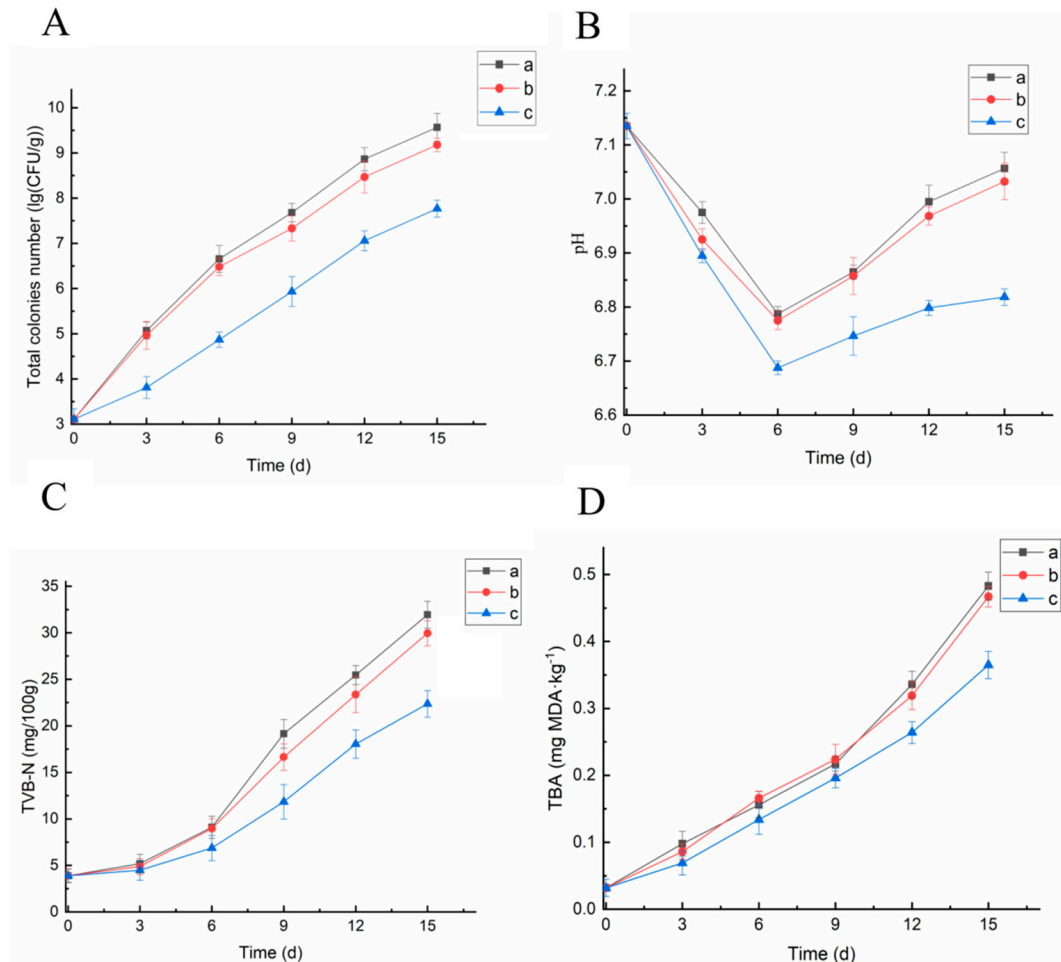 A
a
b
c
Total colonies number (lg(CFU/g))
10
9
8
7
6
5
4
3
0 3 6 9 12 15
Time (d)
B
a
b
c
pH
7.2
7.1
7.0
6.9
6.8
6.7
6.6
0 3 6 9 12 15
Time (d)
C
a
b
c
TVB-N (mg/100g)
35
30
25
20
15
10
5
0
0 3 6 9 12 15
Time (d)
D
a
b
c
TBA (mg MDA·kg⁻¹)
0.5
0.4
0.3
0.2
0.1
0.0
0 3 6 9 12 15
Time (d)